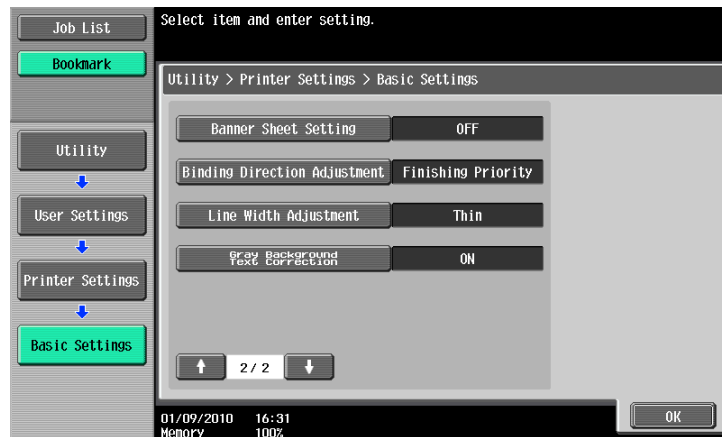 Job List
Select item and enter setting.
Bookmark
Utility > Printer Settings > Basic Settings
Banner Sheet Setting OFF
Utility
Binding Direction Adjustment Finishing Priority
User Settings
Line Width Adjustment Thin
Gray Background
Text Correction ON
Printer Settings
Basic Settings
2/ 2
01/09/2010 16:31
OK
Memory 100%